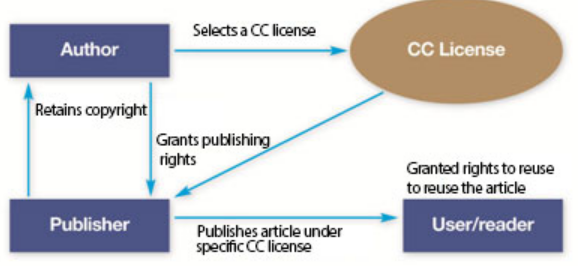 Author
Selects a CC license
CC License
Retains copyright
Grants publishing
rights
Granted rights to reuse
to reuse the article
Publisher
Publishes article under
specific CC license
User/reader